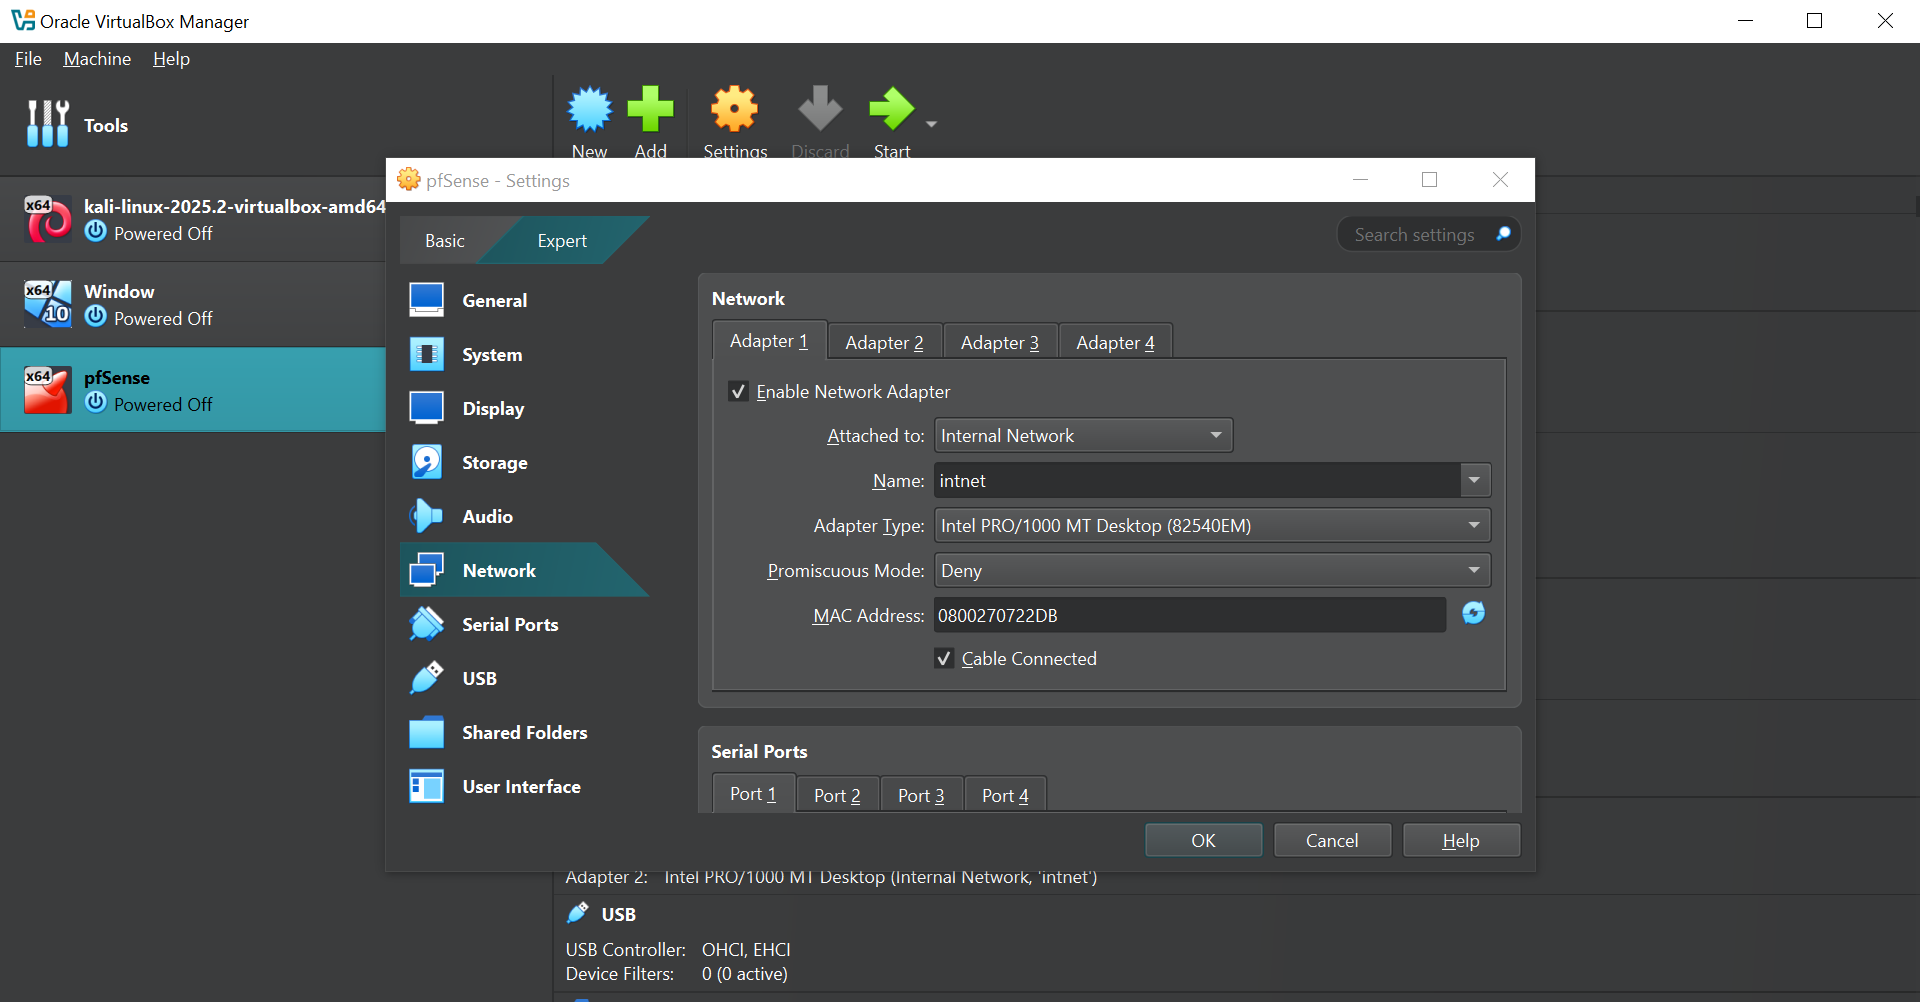 Oracle VirtualBox Manager
File Machine Help
Tools
New Add Settings Discard Start
pfSense - Settings
x64 kali-linux-2025.2-virtualbox-amd64
Powered Off
x64 Window
10 Powered Off
x64 pfSense
Powered Off
Basic Expert
Search settings
General
System
Display
Storage
Audio
Network
Serial Ports
USB
Shared Folders
User Interface
Network
Adapter 1 Adapter 2 Adapter 3 Adapter 4
Enable Network Adapter
Attached to: Internal Network
Name: intnet
Adapter Type: Intel PRO/1000 MT Desktop (82540EM)
Promiscuous Mode: Deny
MAC Address: 0800270722DB
Cable Connected
Serial Ports
Port 1 Port 2 Port 3 Port 4
OK Cancel Help
Adapter 2: Intel PRO/1000 MT Desktop (Internal Network, 'intnet')
USB
USB Controller: OHCI, EHCI
Device Filters: 0 (0 active)